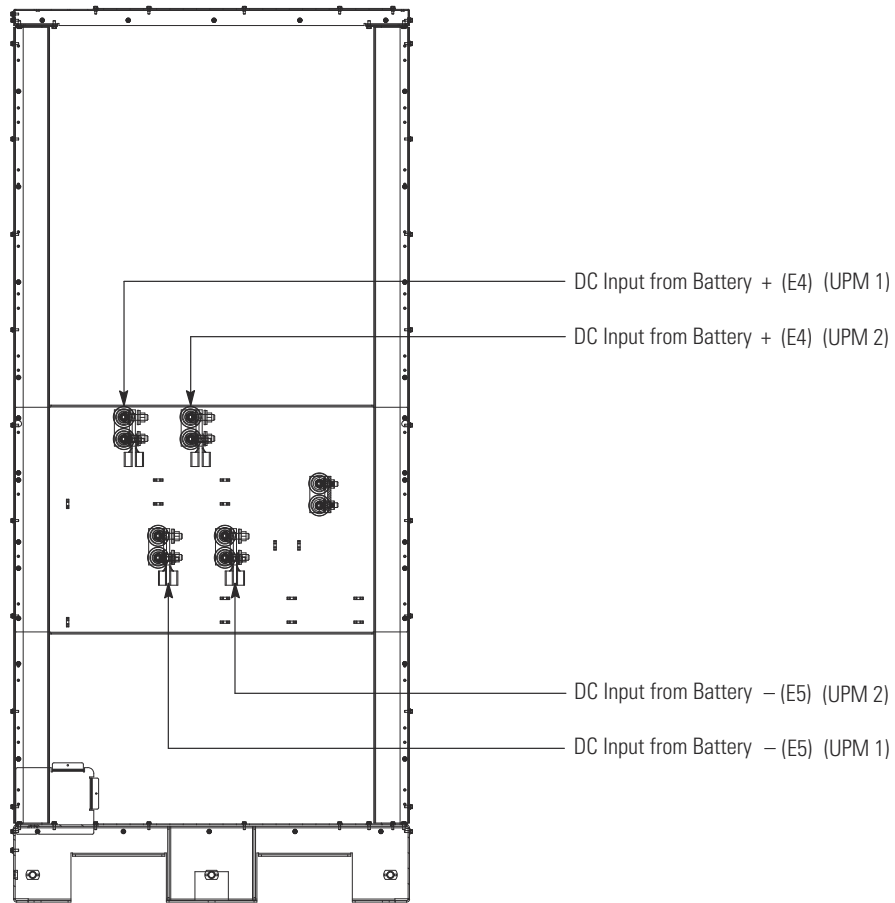 DC Input from Battery + (E4) (UPM 1)
DC Input from Battery + (E4) (UPM 2)
DC Input from Battery – (E5) (UPM 2)
DC Input from Battery – (E5) (UPM 1)